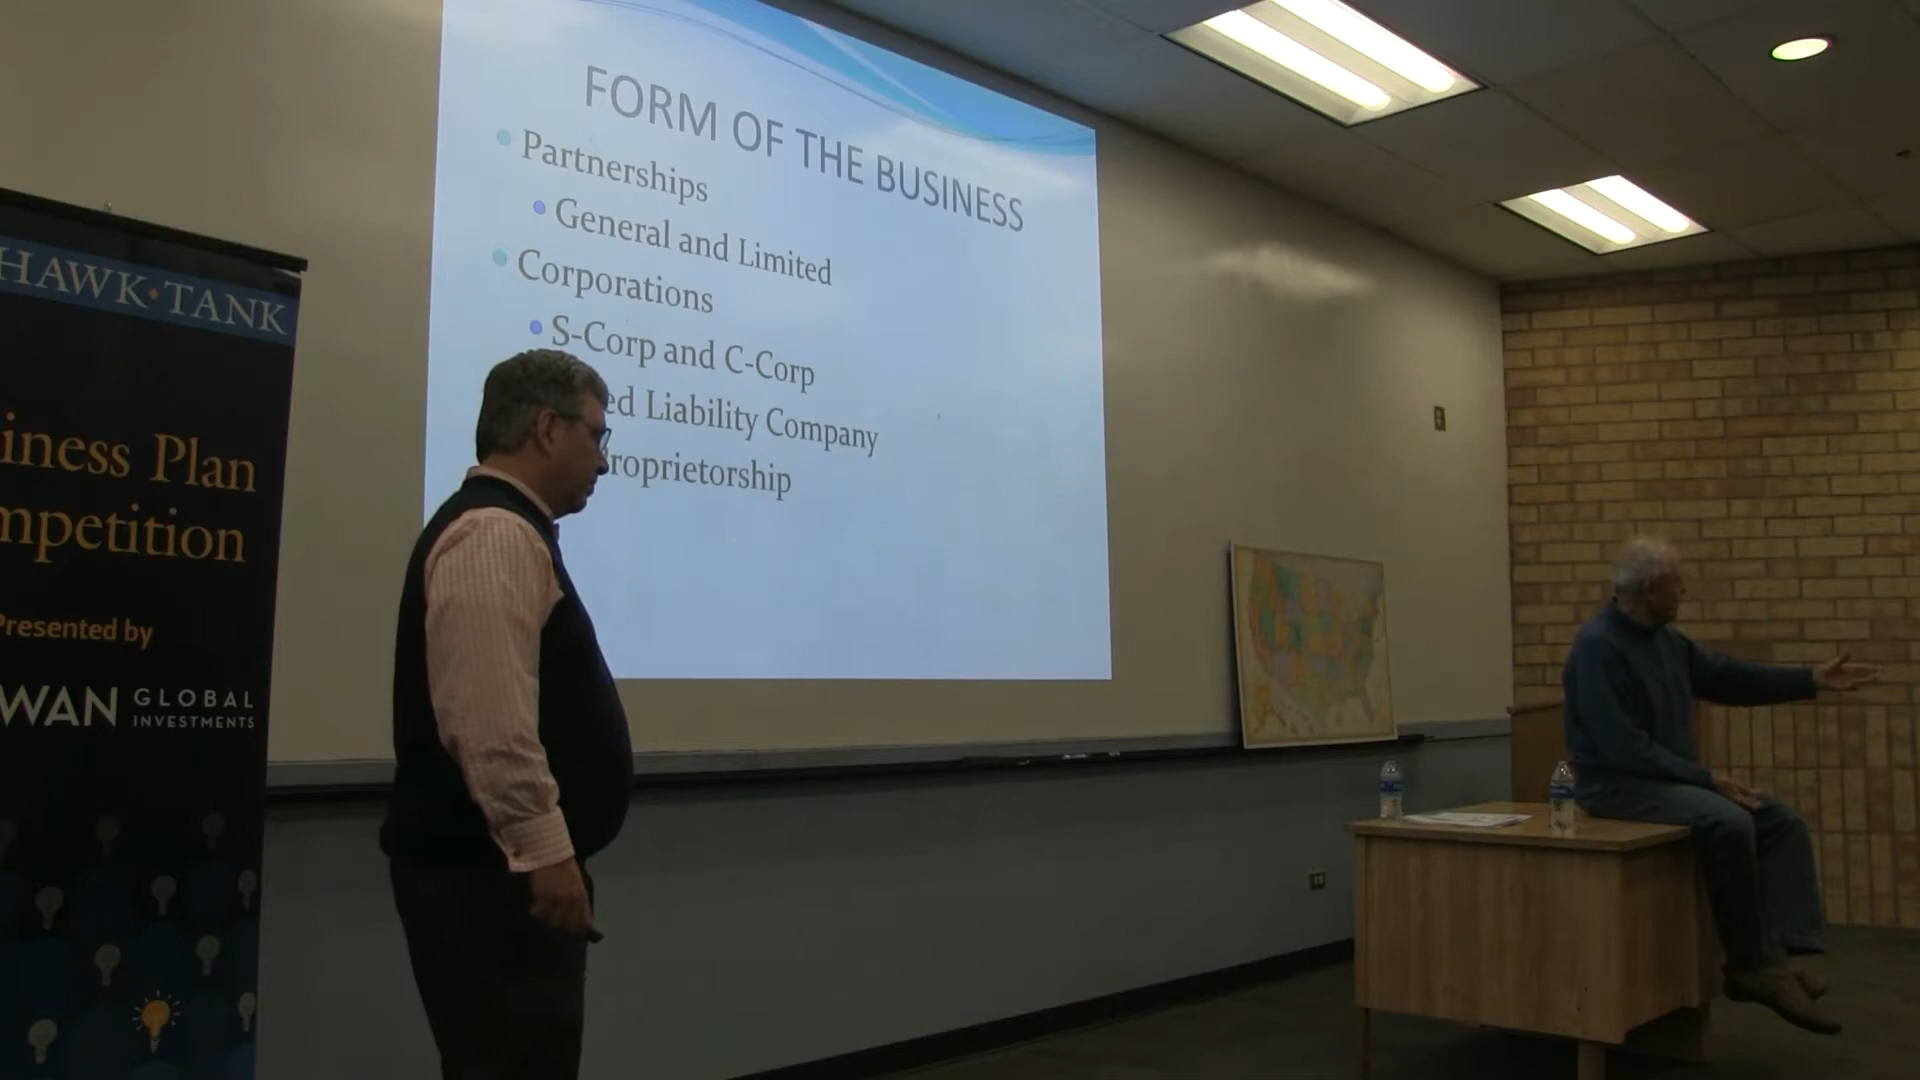 FORM OF THE BUSINESS
Partnerships
General and Limited
Corporations
S-Corp and C-Corp
ed Liability Company
roprietorship
HAWK TANK
iness Plan
mpetition
Presented by
WAN GLOBAL
INVESTMENTS